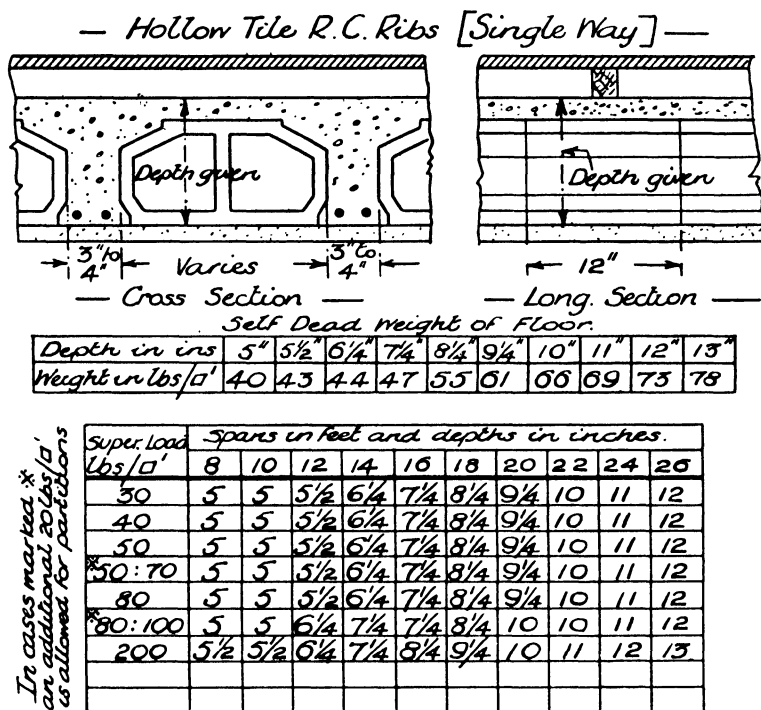 — Hollow Tile R.C. Ribs [Single Way] —
Depth given
Depth given
3" to 4"
Varies
3" to 4"
12"
— Cross Section —
— Long. Section —
Self Dead Weight of Floor.
Depth in ins 5" 5½" 6¼" 7¼" 8¼" 9¼" 10" 11" 12" 13"
Weight in lbs/□' 40 43 44 47 55 61 66 69 73 78
In cases marked *
an additional 20 lbs/□'
is allowed for partitions
Super. Load lbs/□'
Spans in feet and depths in inches.
8 10 12 14 16 18 20 22 24 26
30 5 5 5½ 6¼ 7¼ 8¼ 9¼ 10 11 12
40 5 5 5½ 6¼ 7¼ 8¼ 9¼ 10 11 12
50 5 5 5½ 6¼ 7¼ 8¼ 9¼ 10 11 12
*50:70 5 5 5½ 6¼ 7¼ 8¼ 9¼ 10 11 12
80 5 5 5½ 6¼ 7¼ 8¼ 9¼ 10 11 12
*80:100 5 5 6¼ 7¼ 7¼ 8¼ 10 10 11 12
200 5½ 5½ 6¼ 7¼ 8¼ 9¼ 10 11 12 13